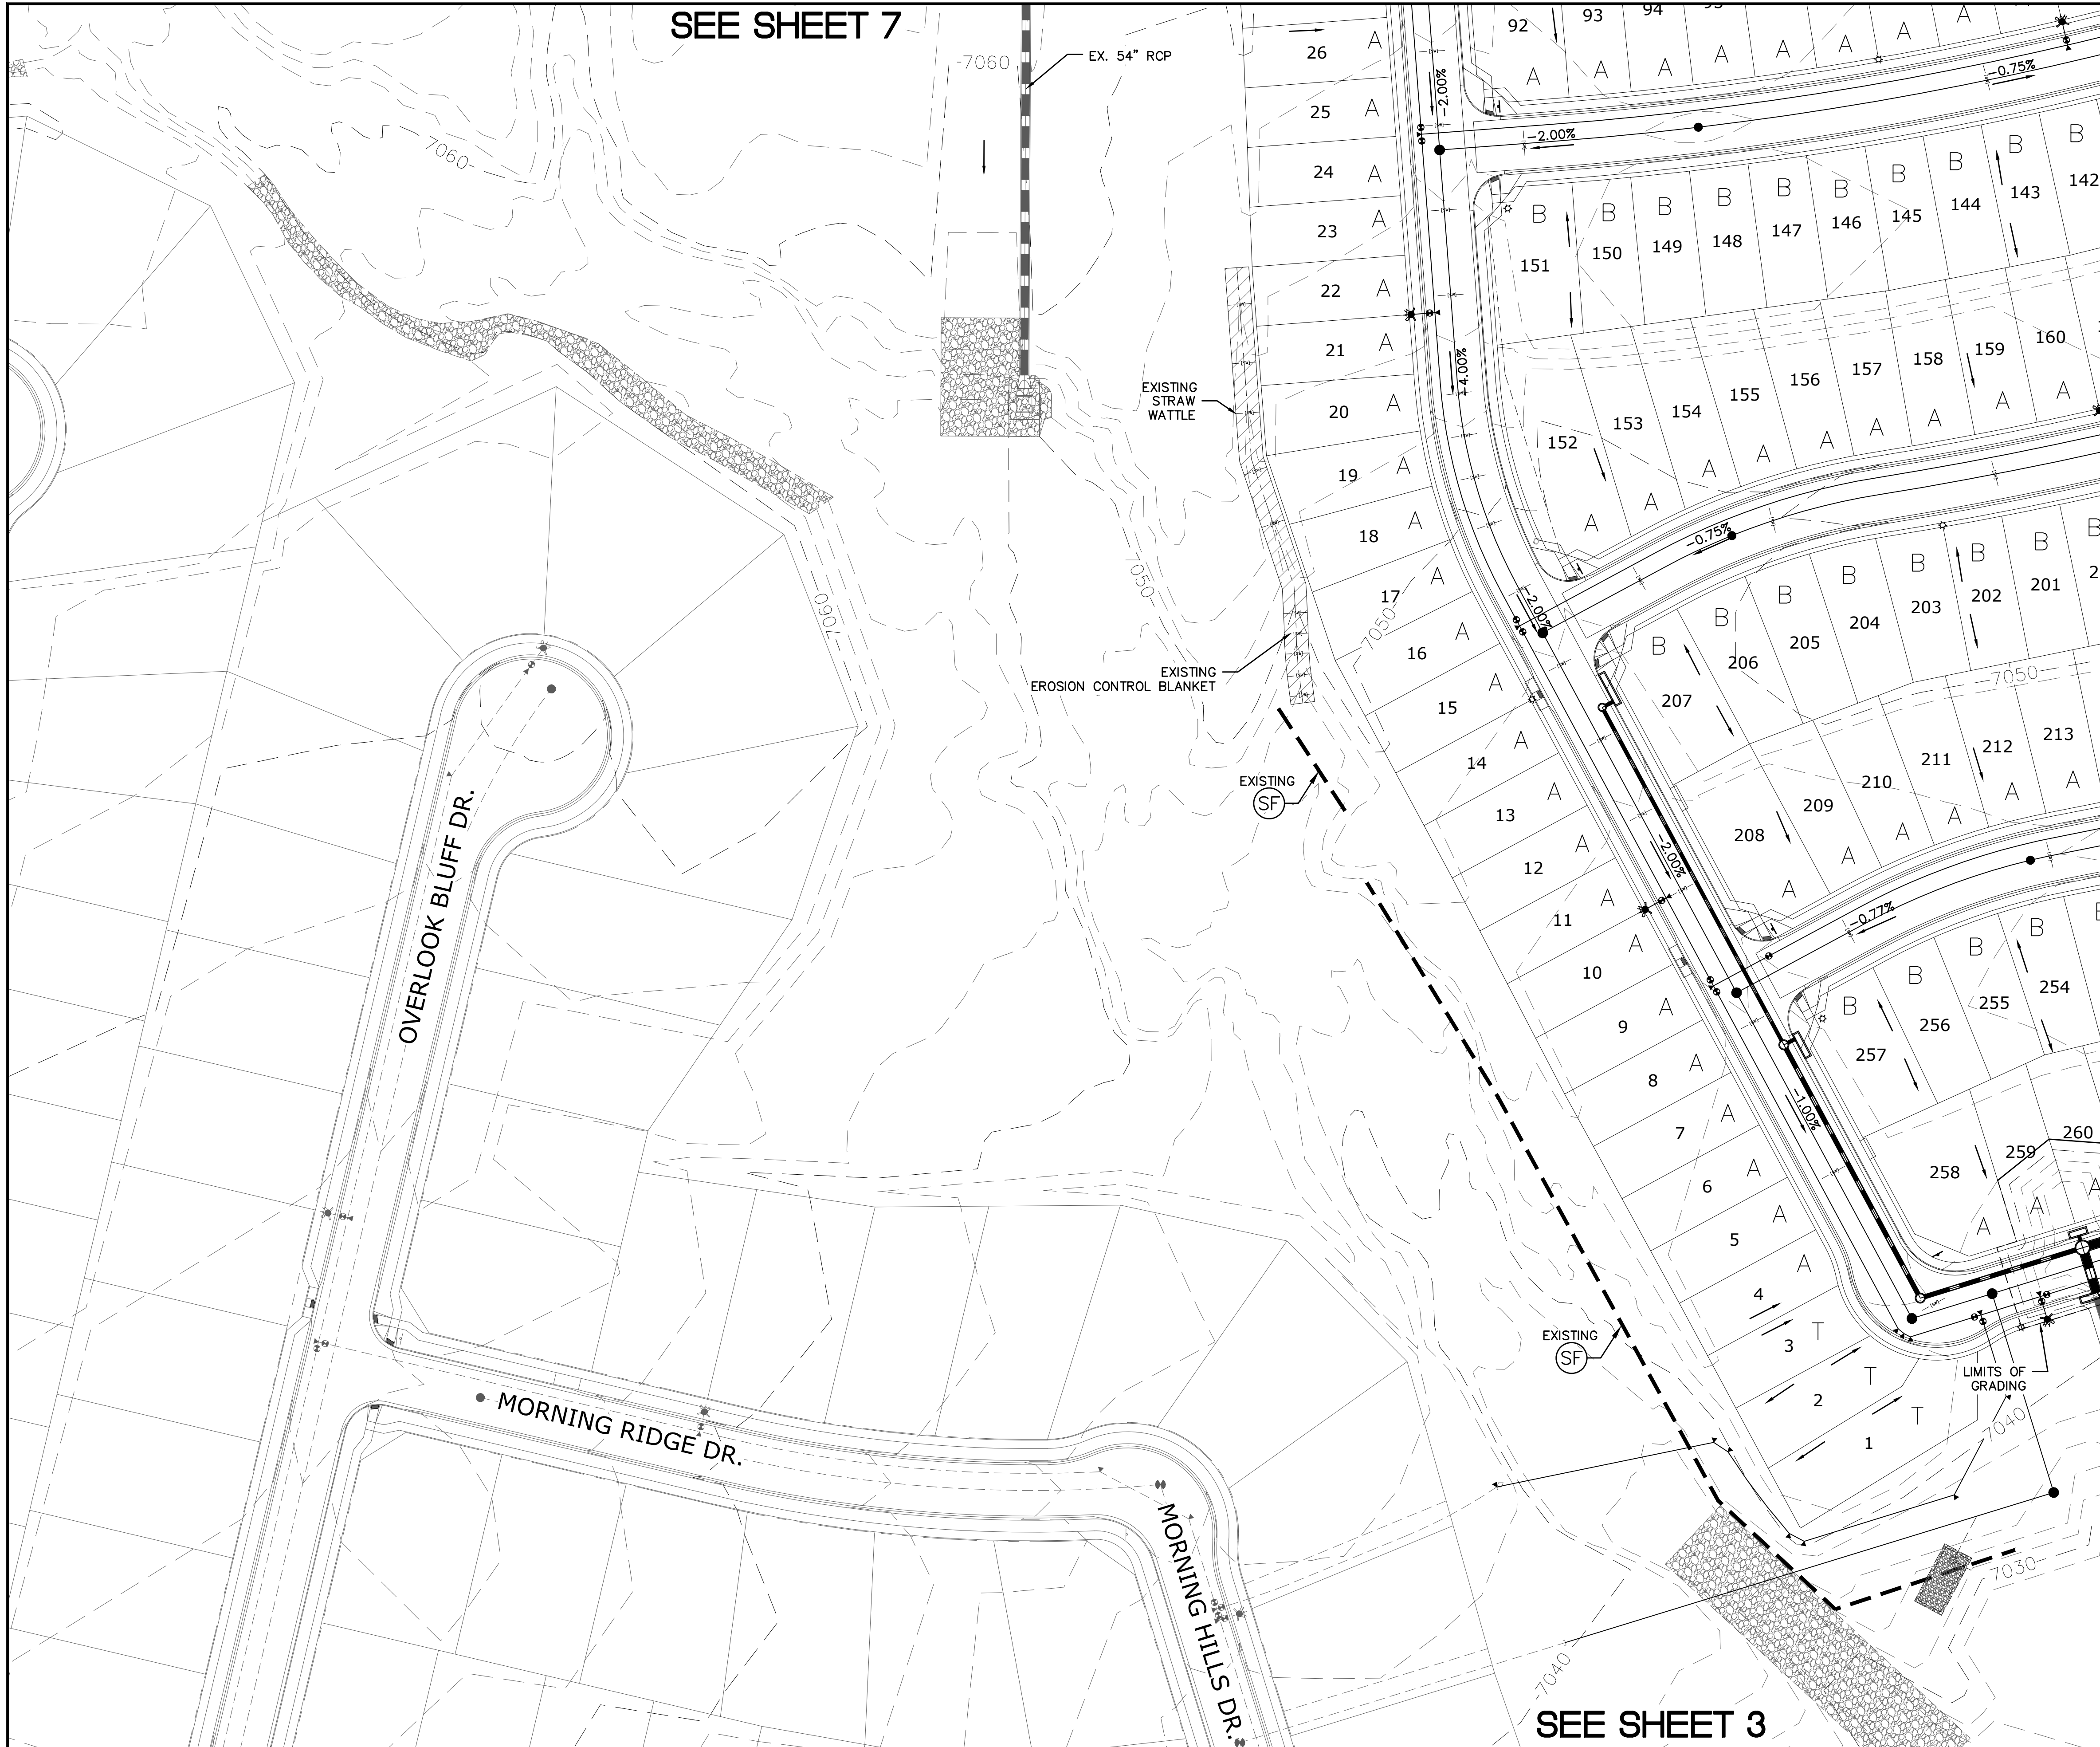 SEE SHEET 7
EX. 54" RCP
-7060
7060
7060
7050
EXISTING
STRAW
WATTLE
EXISTING
EROSION CONTROL BLANKET
EXISTING
SF
EXISTING
SF
OVERLOOK BLUFF DR.
MORNING RIDGE DR.
MORNING HILLS DR.
26 A
25 A
24 A
23 A
22 A
21 A
20 A
19 A
18 A
17 A
7050
16 A
15 A
14 A
13 A
12 A
11 A
10 A
9 A
8 A
7 A
6 A
5 A
4 A
3 T
2 T
1 T
-2.00%
-4.00%
-2.00%
-2.00%
-1.00%
92 93 94
A A A A A A A A
-0.75%
-2.00%
B B B B B B B B B B
151 150 149 148 147 146 145 144 143 142
152 153 154 155 156 157 158 159 160
A A A A A A A A A
-0.75%
B B B B B B B B
207 206 205 204 203 202 201
7050
208 209 210 211 212 213
A A A A A A
-0.77%
B B B B
257 256 255 254
258 259 260
A A A
LIMITS OF
GRADING
7040
7030
7040
SEE SHEET 3